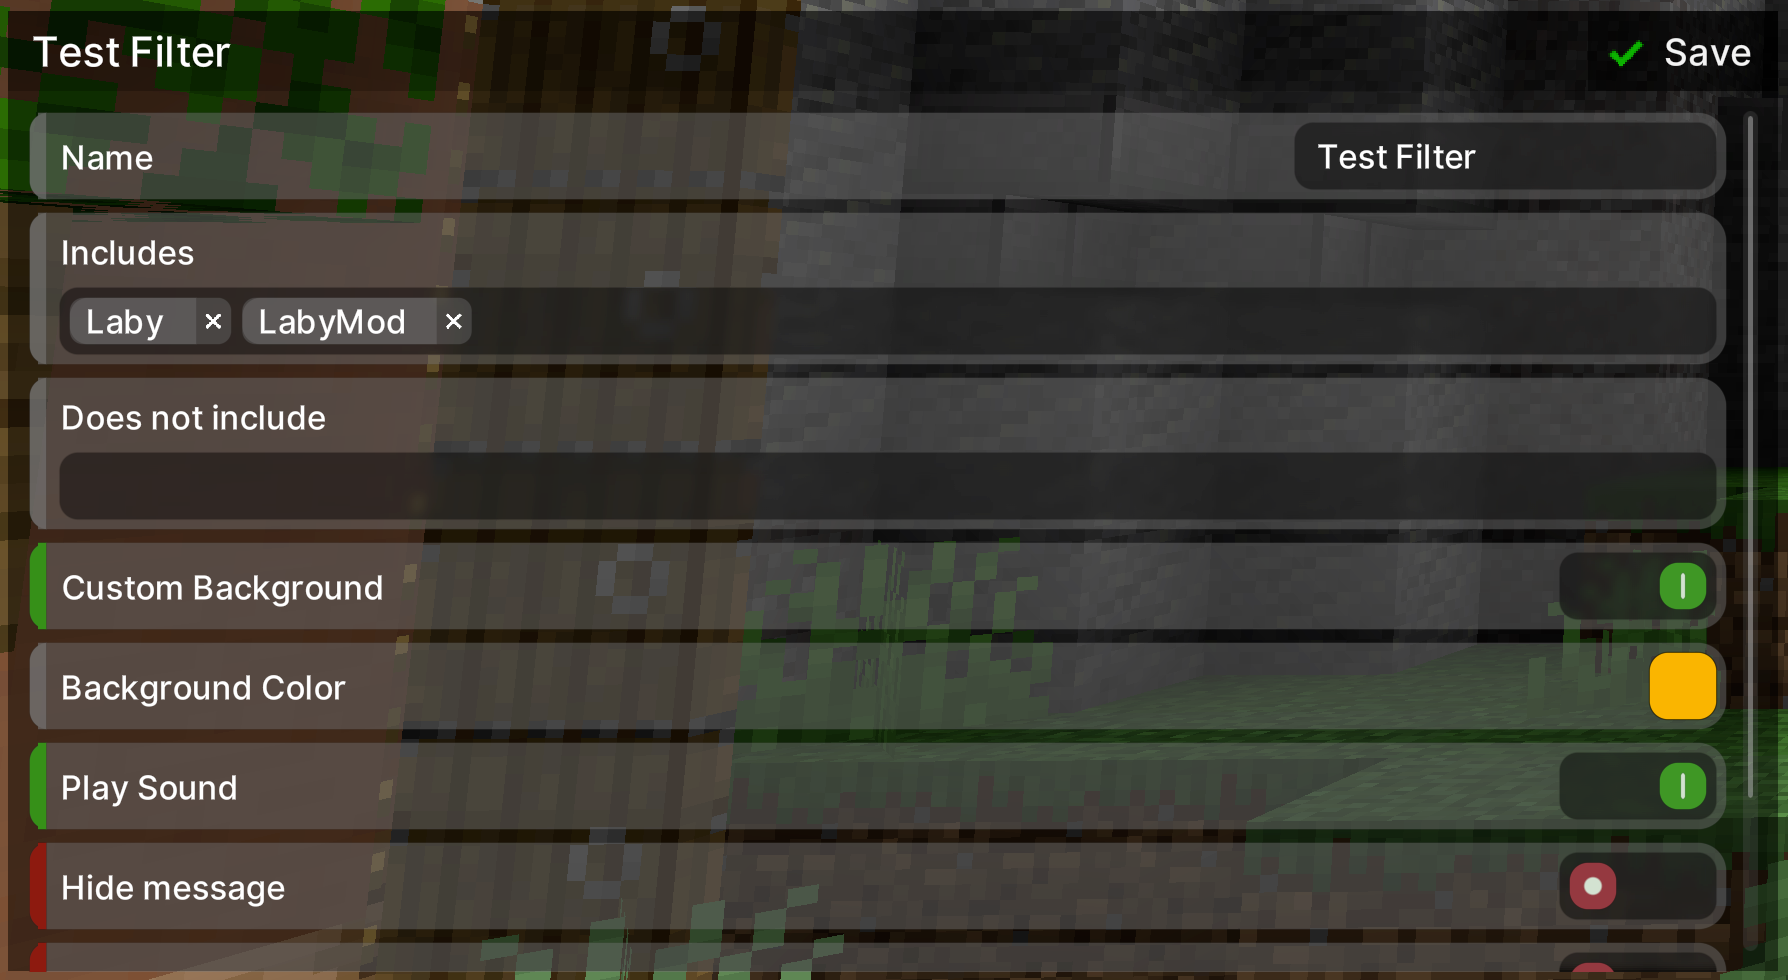 Test Filter
Save
Name
Test Filter
Includes
Laby
LabyMod
Does not include
Custom Background
Background Color
Play Sound
Hide message